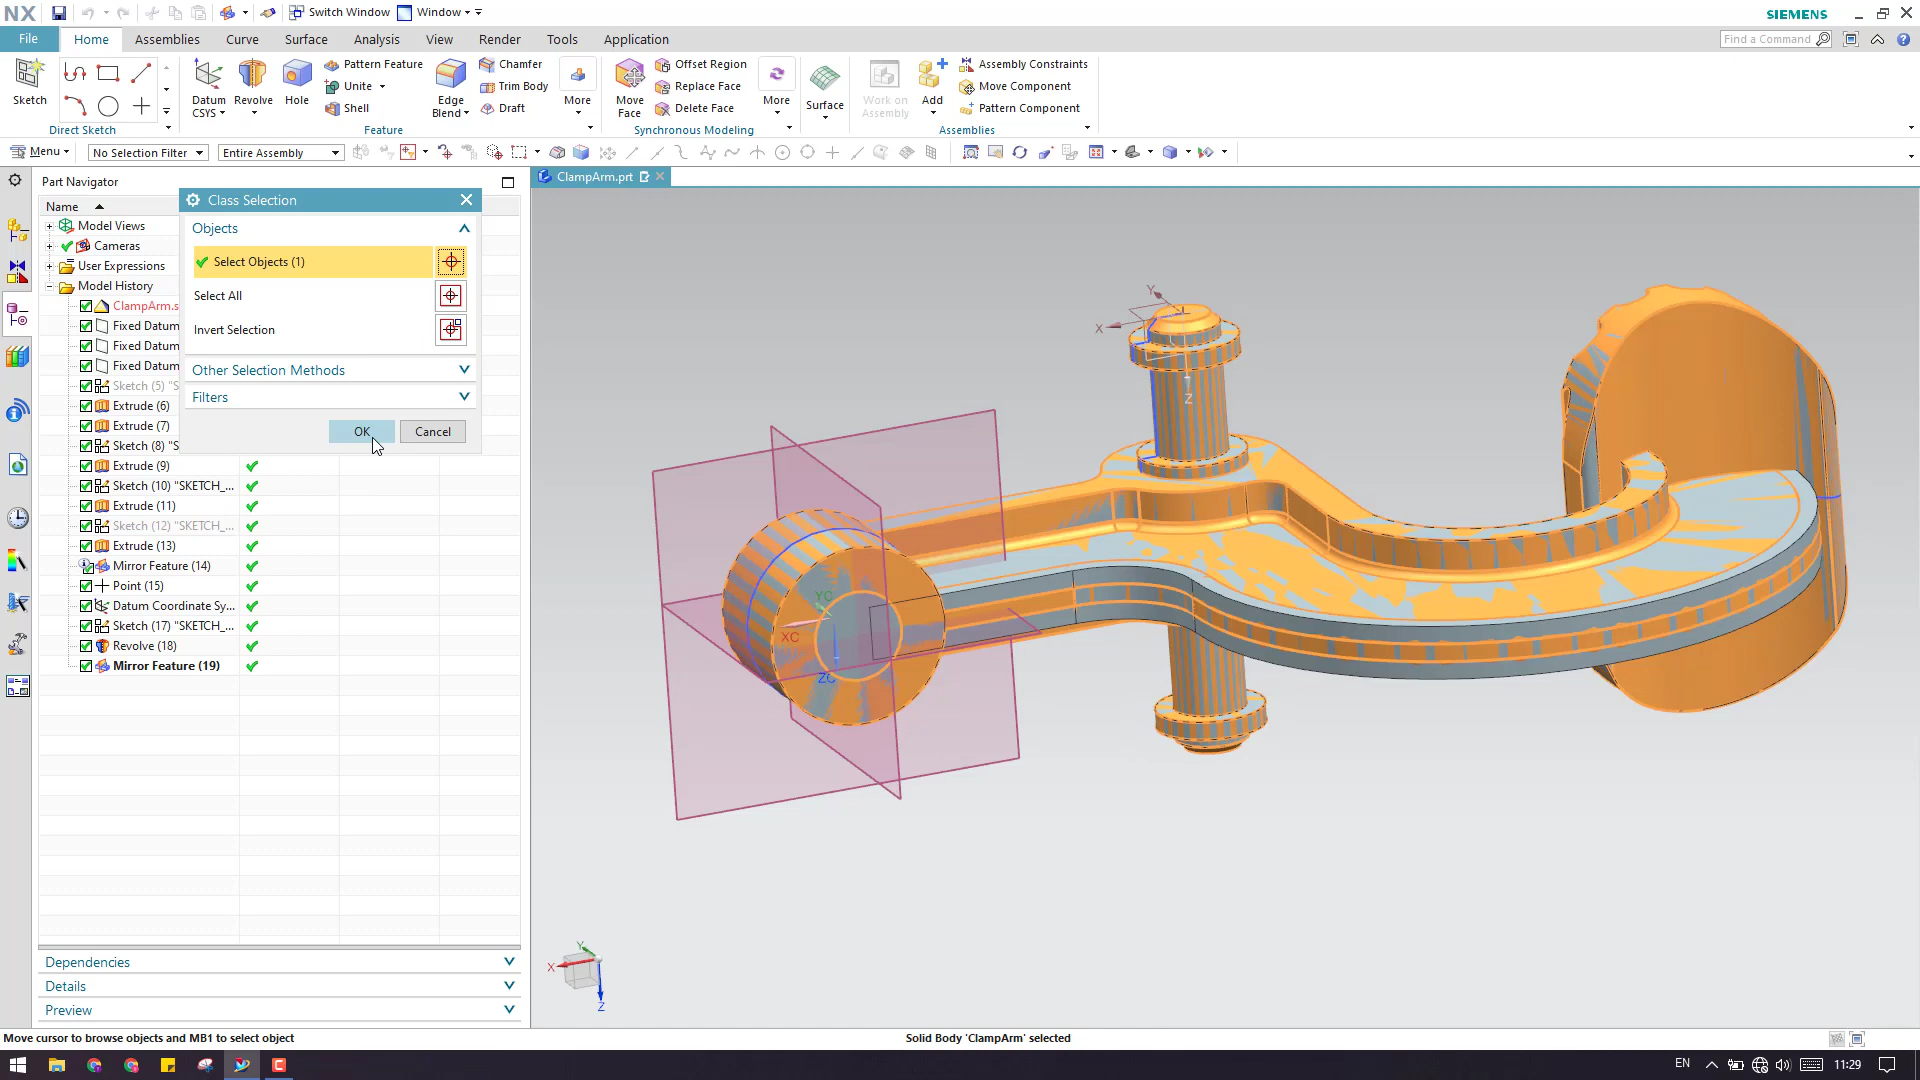 NX
Switch Window
Window
SIEMENS
File
Home
Assemblies
Curve
Surface
Analysis
View
Render
Tools
Application
Find a Command
Sketch
Direct Sketch
Datum CSYS
Revolve
Hole
Pattern Feature
Unite
Shell
Edge Blend
Chamfer
Trim Body
Draft
More
Feature
Move Face
Offset Region
Replace Face
Delete Face
More
Synchronous Modeling
Surface
Work on Assembly
Add
Assembly Constraints
Move Component
Pattern Component
Assemblies
Menu
No Selection Filter
Entire Assembly
Part Navigator
ClampArm.prt
Name
Model Views
Cameras
User Expressions
Model History
ClampArm.s
Fixed Datum
Fixed Datum
Fixed Datum
Sketch (5) "S
Extrude (6)
Extrude (7)
Sketch (8) "S
Extrude (9)
Sketch (10) "SKETCH_...
Extrude (11)
Sketch (12) "SKETCH_...
Extrude (13)
Mirror Feature (14)
Point (15)
Datum Coordinate Sy...
Sketch (17) "SKETCH_...
Revolve (18)
Mirror Feature (19)
Class Selection
Objects
Select Objects (1)
Select All
Invert Selection
Other Selection Methods
Filters
OK
Cancel
Y
X
Z
YC
XC
ZC
Y
X
Z
Dependencies
Details
Preview
Move cursor to browse objects and MB1 to select object
Solid Body 'ClampArm' selected
EN
11:29